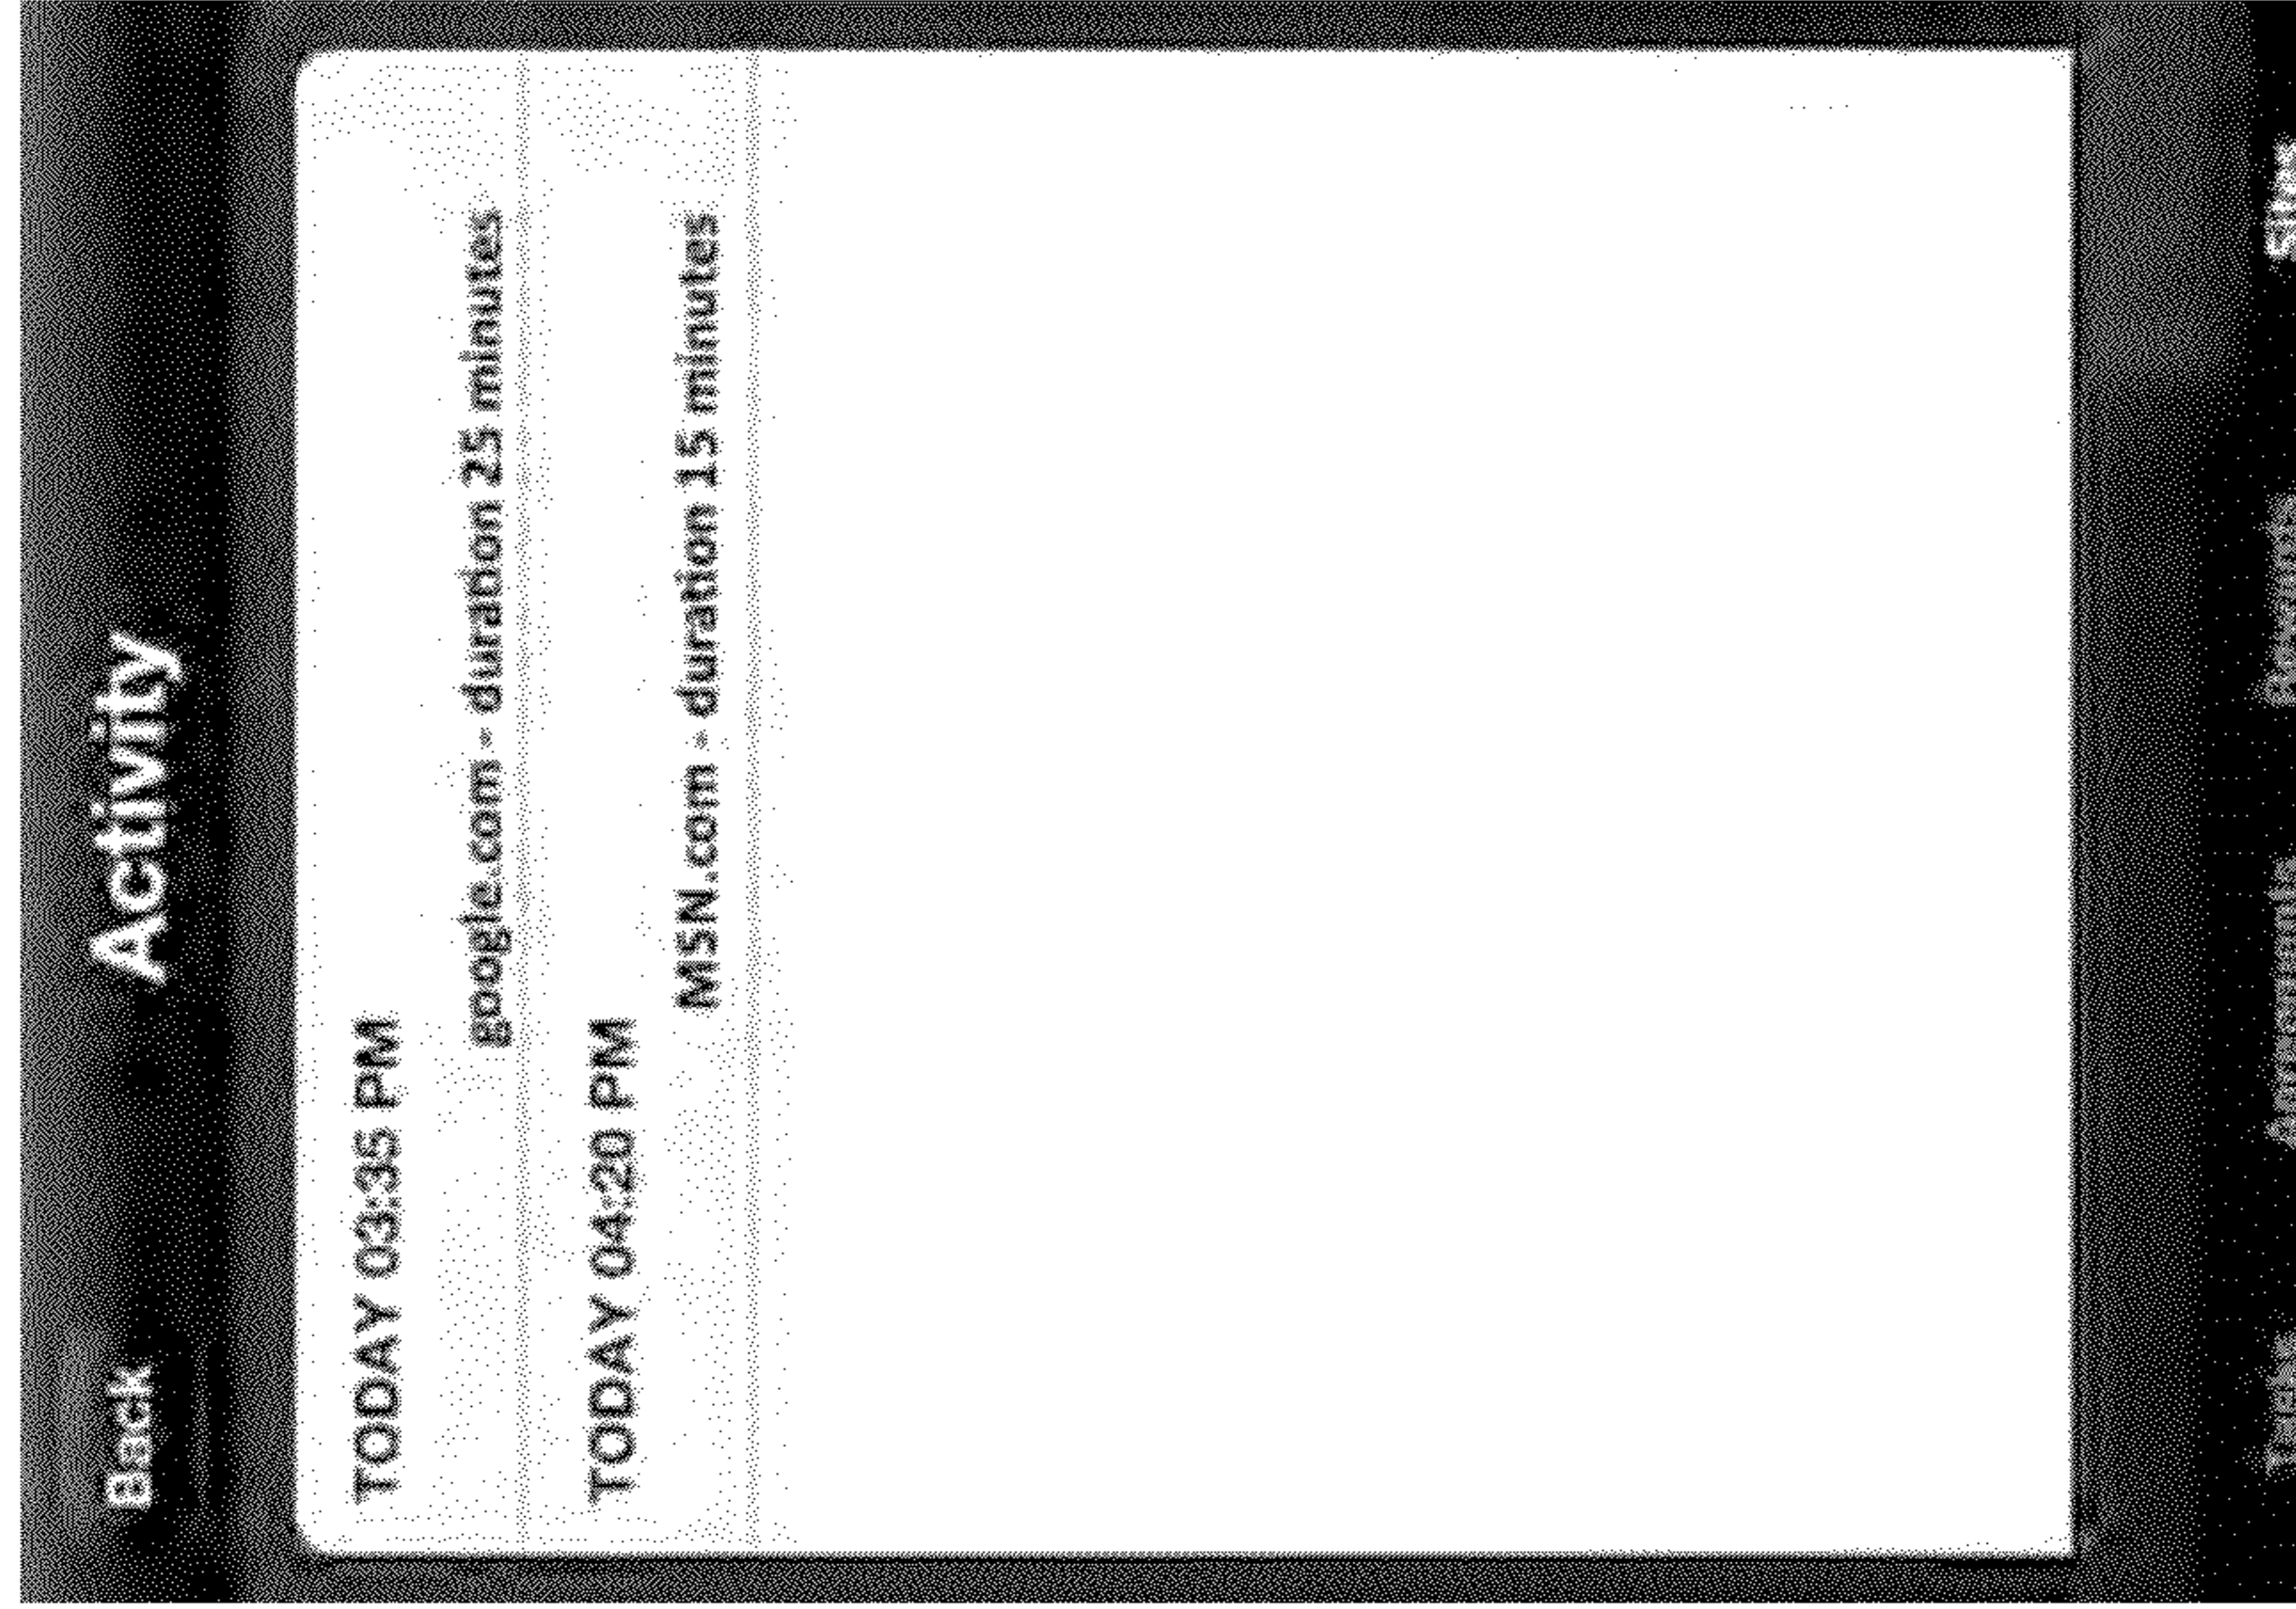 Back Activity
TODAY 03:35 PM
google.com - duration 25 minutes
TODAY 04:20 PM
MSN.com - duration 15 minutes